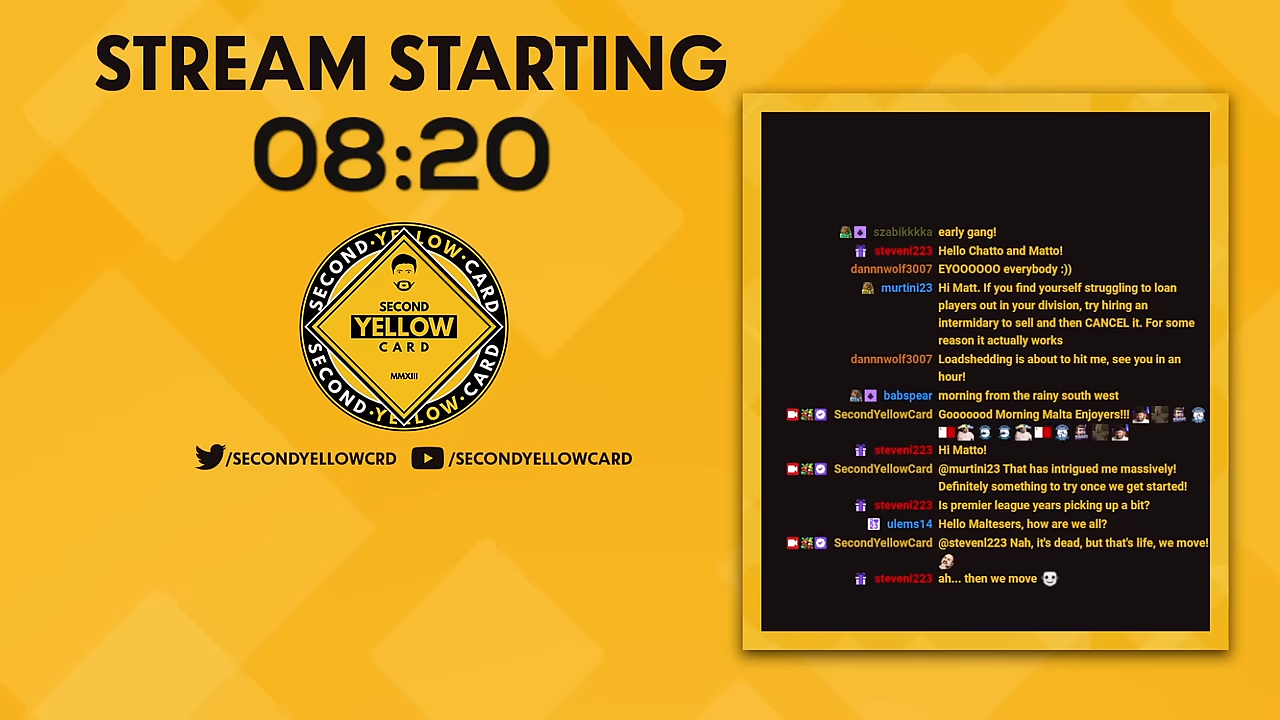 STREAM STARTING
08:20
SECOND·YELLOW·CARD
SECOND
YELLOW
CARD
MMXIII
SECOND·YELLOW·CARD
/SECONDYELLOWCRD /SECONDYELLOWCARD
szabikkkka early gang!
stevenl223 Hello Chatto and Matto!
dannnwolf3007 EYOOOOOO everybody :))
murtini23 Hi Matt. If you find yourself struggling to loan
players out in your division, try hiring an
intermidary to sell and then CANCEL it. For some
reason it actually works
dannnwolf3007 Loadshedding is about to hit me, see you in an
hour!
babspear morning from the rainy south west
SecondYellowCard Gooooood Morning Malta Enjoyers!!!
stevenl223 Hi Matto!
SecondYellowCard @murtini23 That has intrigued me massively!
Definitely something to try once we get started!
stevenl223 Is premier league years picking up a bit?
ulems14 Hello Maltesers, how are we all?
SecondYellowCard @stevenl223 Nah, it's dead, but that's life, we move!
stevenl223 ah... then we move